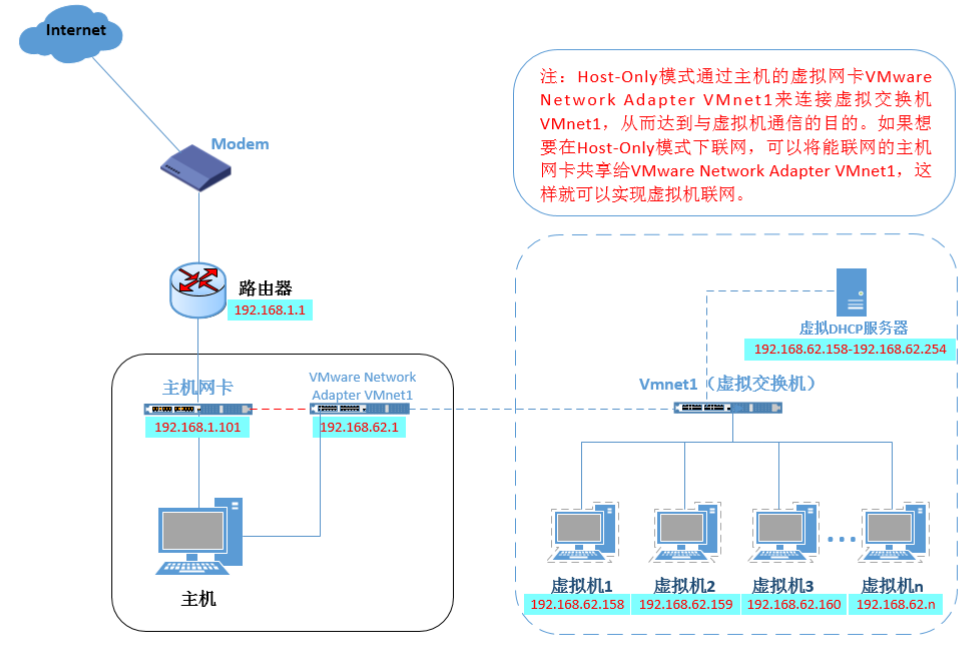 Internet
注：Host-Only模式通过主机的虚拟网卡VMware
Network Adapter VMnet1来连接虚拟交换机
VMnet1，从而达到与虚拟机通信的目的。如果想
要在Host-Only模式下联网，可以将能联网的主机
网卡共享给VMware Network Adapter VMnet1，这
样就可以实现虚拟机联网。
Modem
路由器
192.168.1.1
虚拟DHCP服务器
192.168.62.158-192.168.62.254
主机网卡
192.168.1.101
VMware Network
Adapter VMnet1
192.168.62.1
Vmnet1（虚拟交换机）
主机
虚拟机1
192.168.62.158
虚拟机2
192.168.62.159
虚拟机3
192.168.62.160
虚拟机n
192.168.62.n